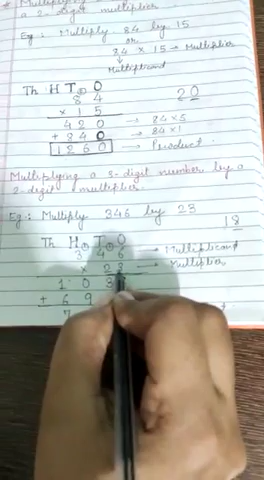 * Multiplying
a 2-digit multiplier
Eg: Multiply 84 by 15
or
84 × 15 → Multiplier
Multiplicand
Th H T O
8 4
× 1 5
4 2 0 → 84 × 5
+ 8 4 0 → 84 × 1
1 2 6 0 → Product
20
Multiplying a 3-digit number by a
2-digit multiplier.
Eg: Multiply 346 by 23
18
Th H T O
3 4 6 → Multiplicand
× 2 3 → Multiplier
1 0 3
+ 6 9
7